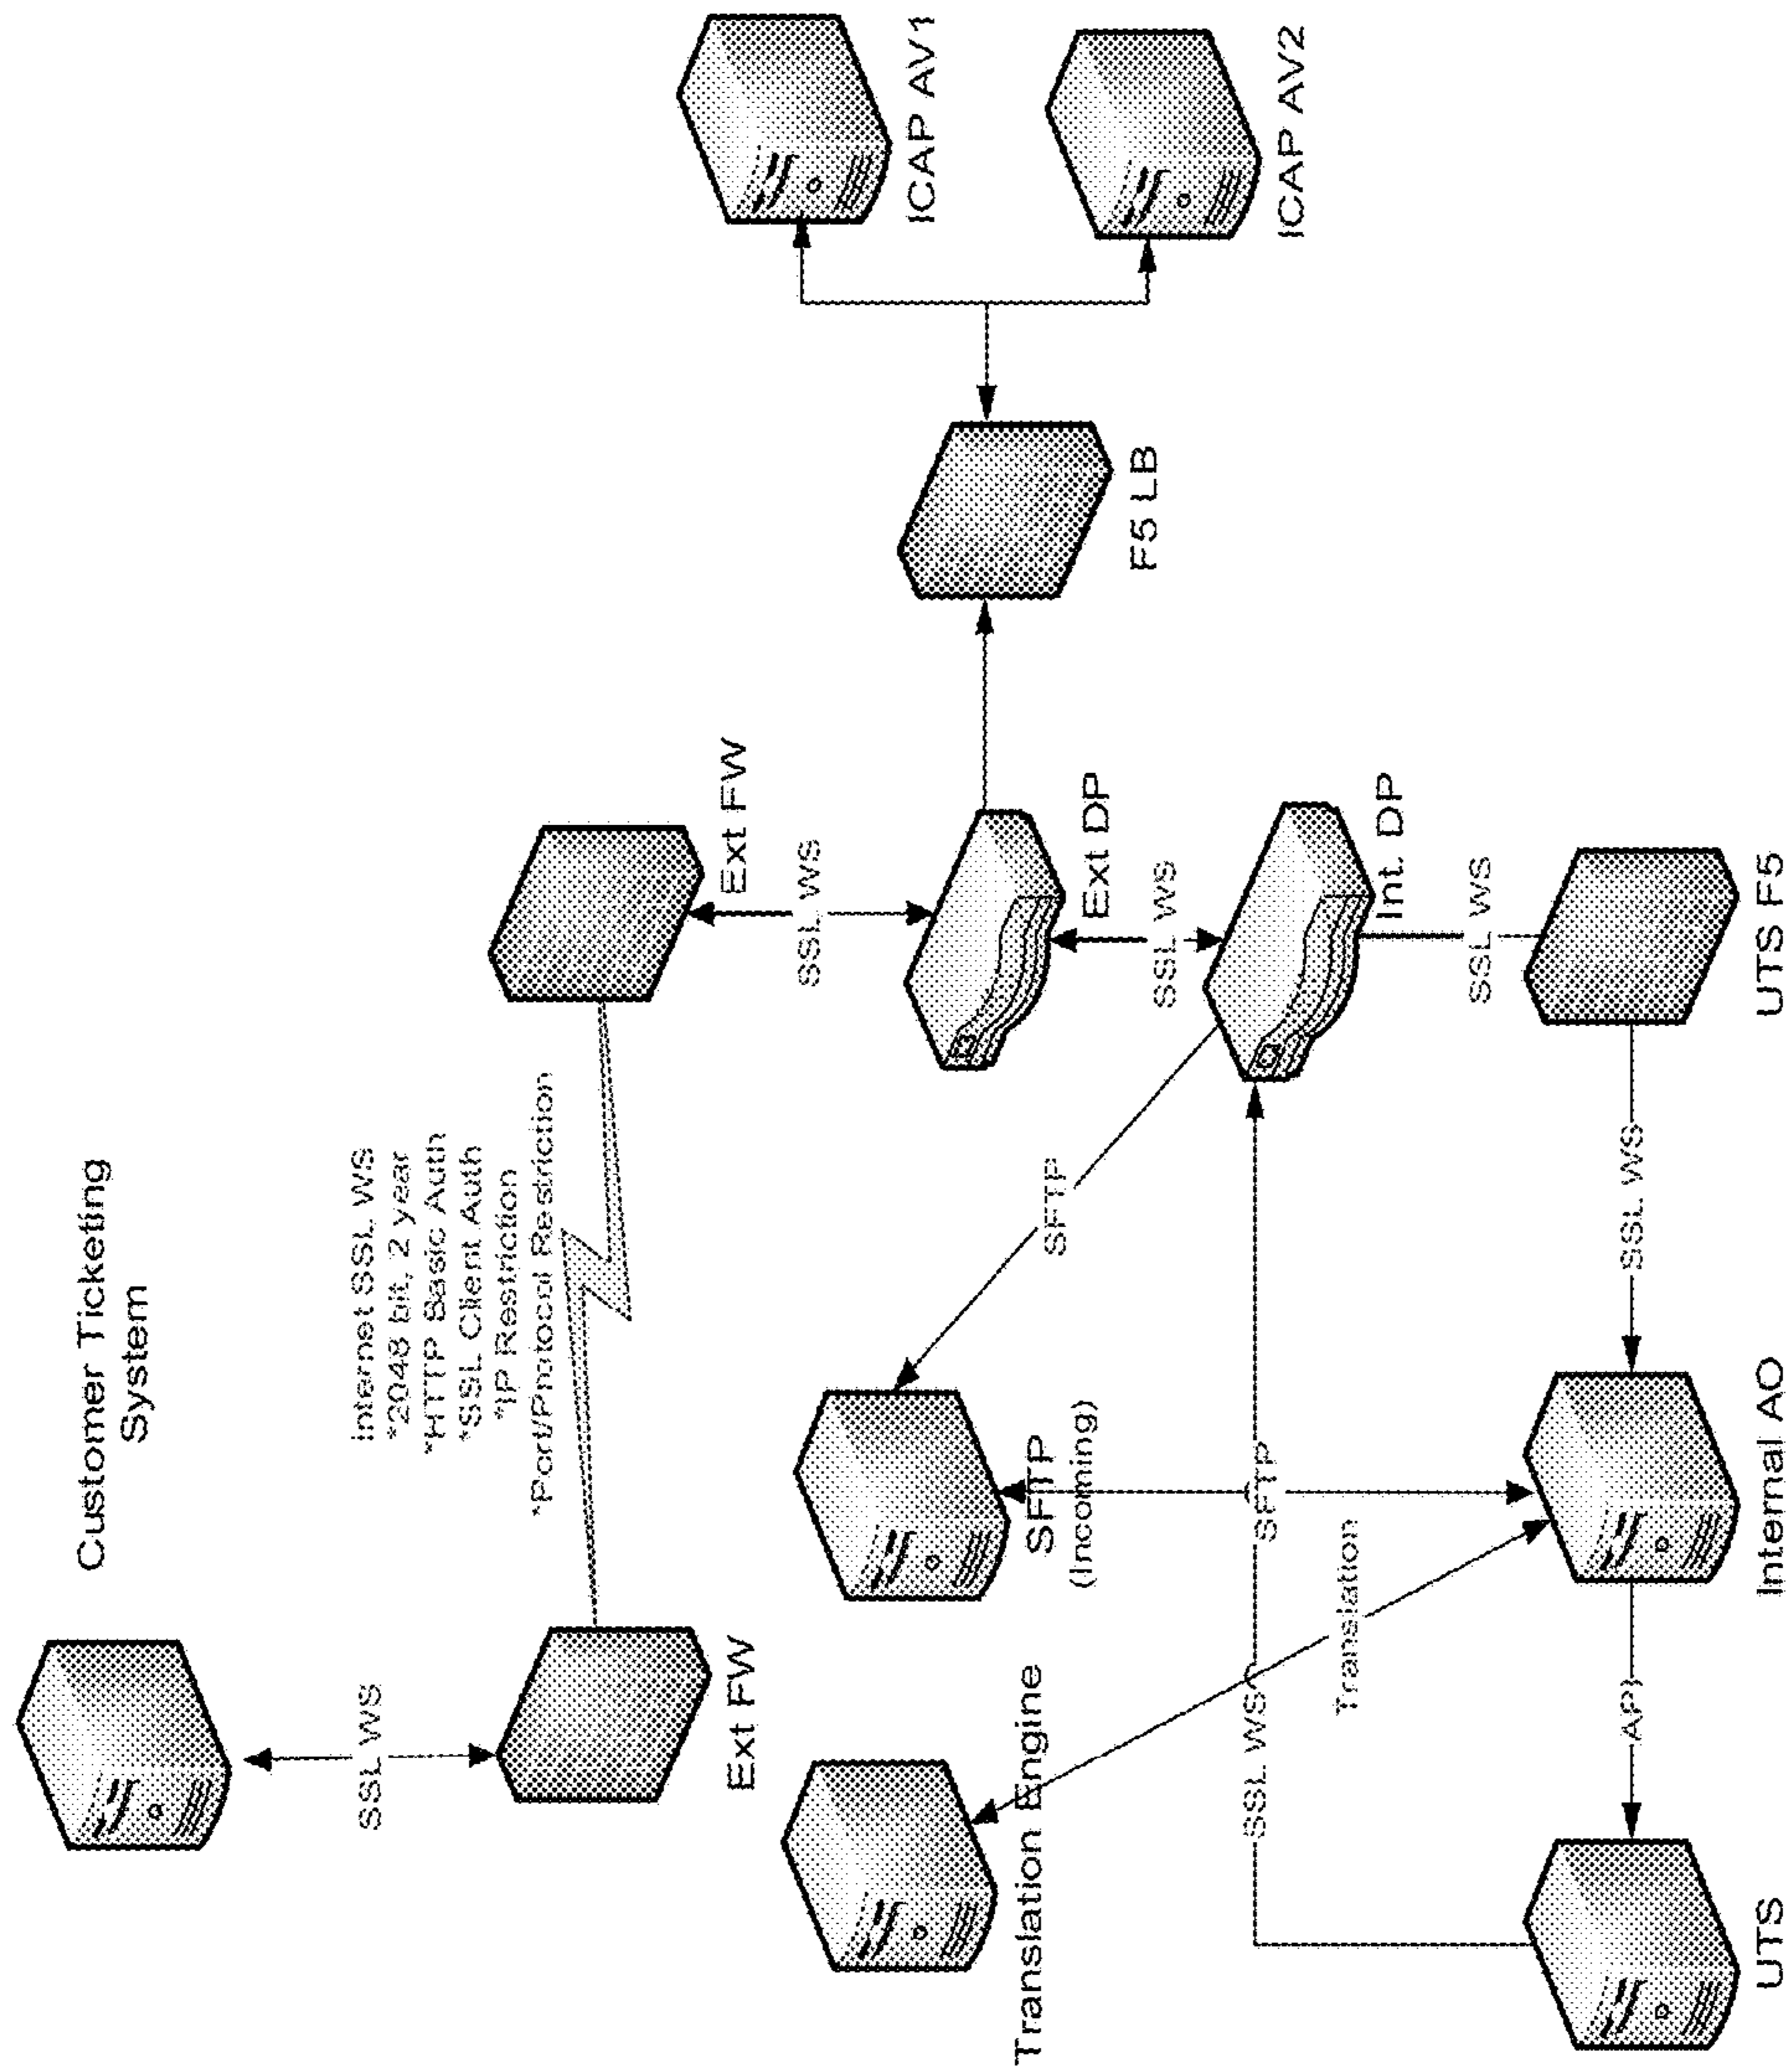 Customer Ticketing
System
Internet SSL WS
*2048 bit, 2 year
*HTTP Basic Auth
*SSL Client Auth
*IP Restriction
*Port/Protocol Restriction
SSL WS
Ext FW
Ext FW
SSL WS
Ext DP
F5 LB
ICAP AV1
ICAP AV2
SSL WS
Int. DP
SFTP
SFTP
(Incoming)
SFTP
Translation Engine
Translation
SSL WS
SSL WS
UTS F5
SSL WS
Internal AO
API
UTS